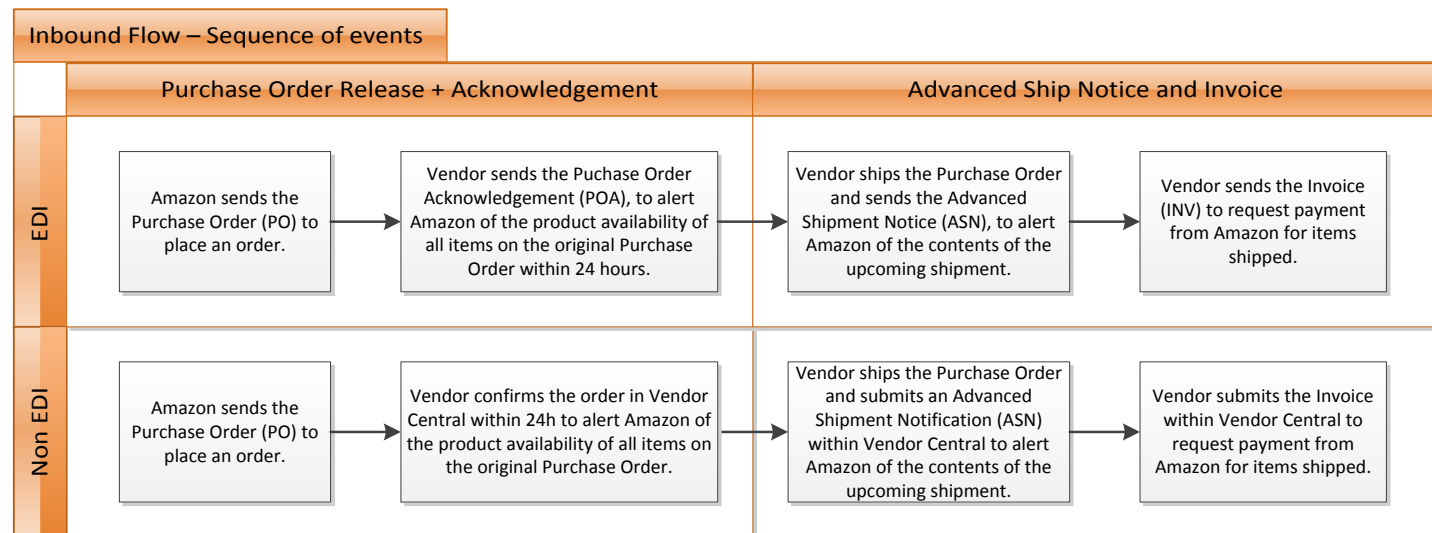 Inbound Flow – Sequence of events
Purchase Order Release + Acknowledgement
Advanced Ship Notice and Invoice
EDI
Amazon sends the
Purchase Order (PO) to
place an order.
Vendor sends the Puchase Order
Acknowledgement (POA), to alert
Amazon of the product availability of
all items on the original Purchase
Order within 24 hours.
Vendor ships the Purchase Order
and sends the Advanced
Shipment Notice (ASN), to alert
Amazon of the contents of the
upcoming shipment.
Vendor sends the Invoice
(INV) to request payment
from Amazon for items
shipped.
Non EDI
Amazon sends the
Purchase Order (PO) to
place an order.
Vendor confirms the order in Vendor
Central within 24h to alert Amazon of
the product availability of all items on
the original Purchase Order.
Vendor ships the Purchase Order
and submits an Advanced
Shipment Notification (ASN)
within Vendor Central to alert
Amazon of the contents of the
upcoming shipment.
Vendor submits the Invoice
within Vendor Central to
request payment from
Amazon for items shipped.